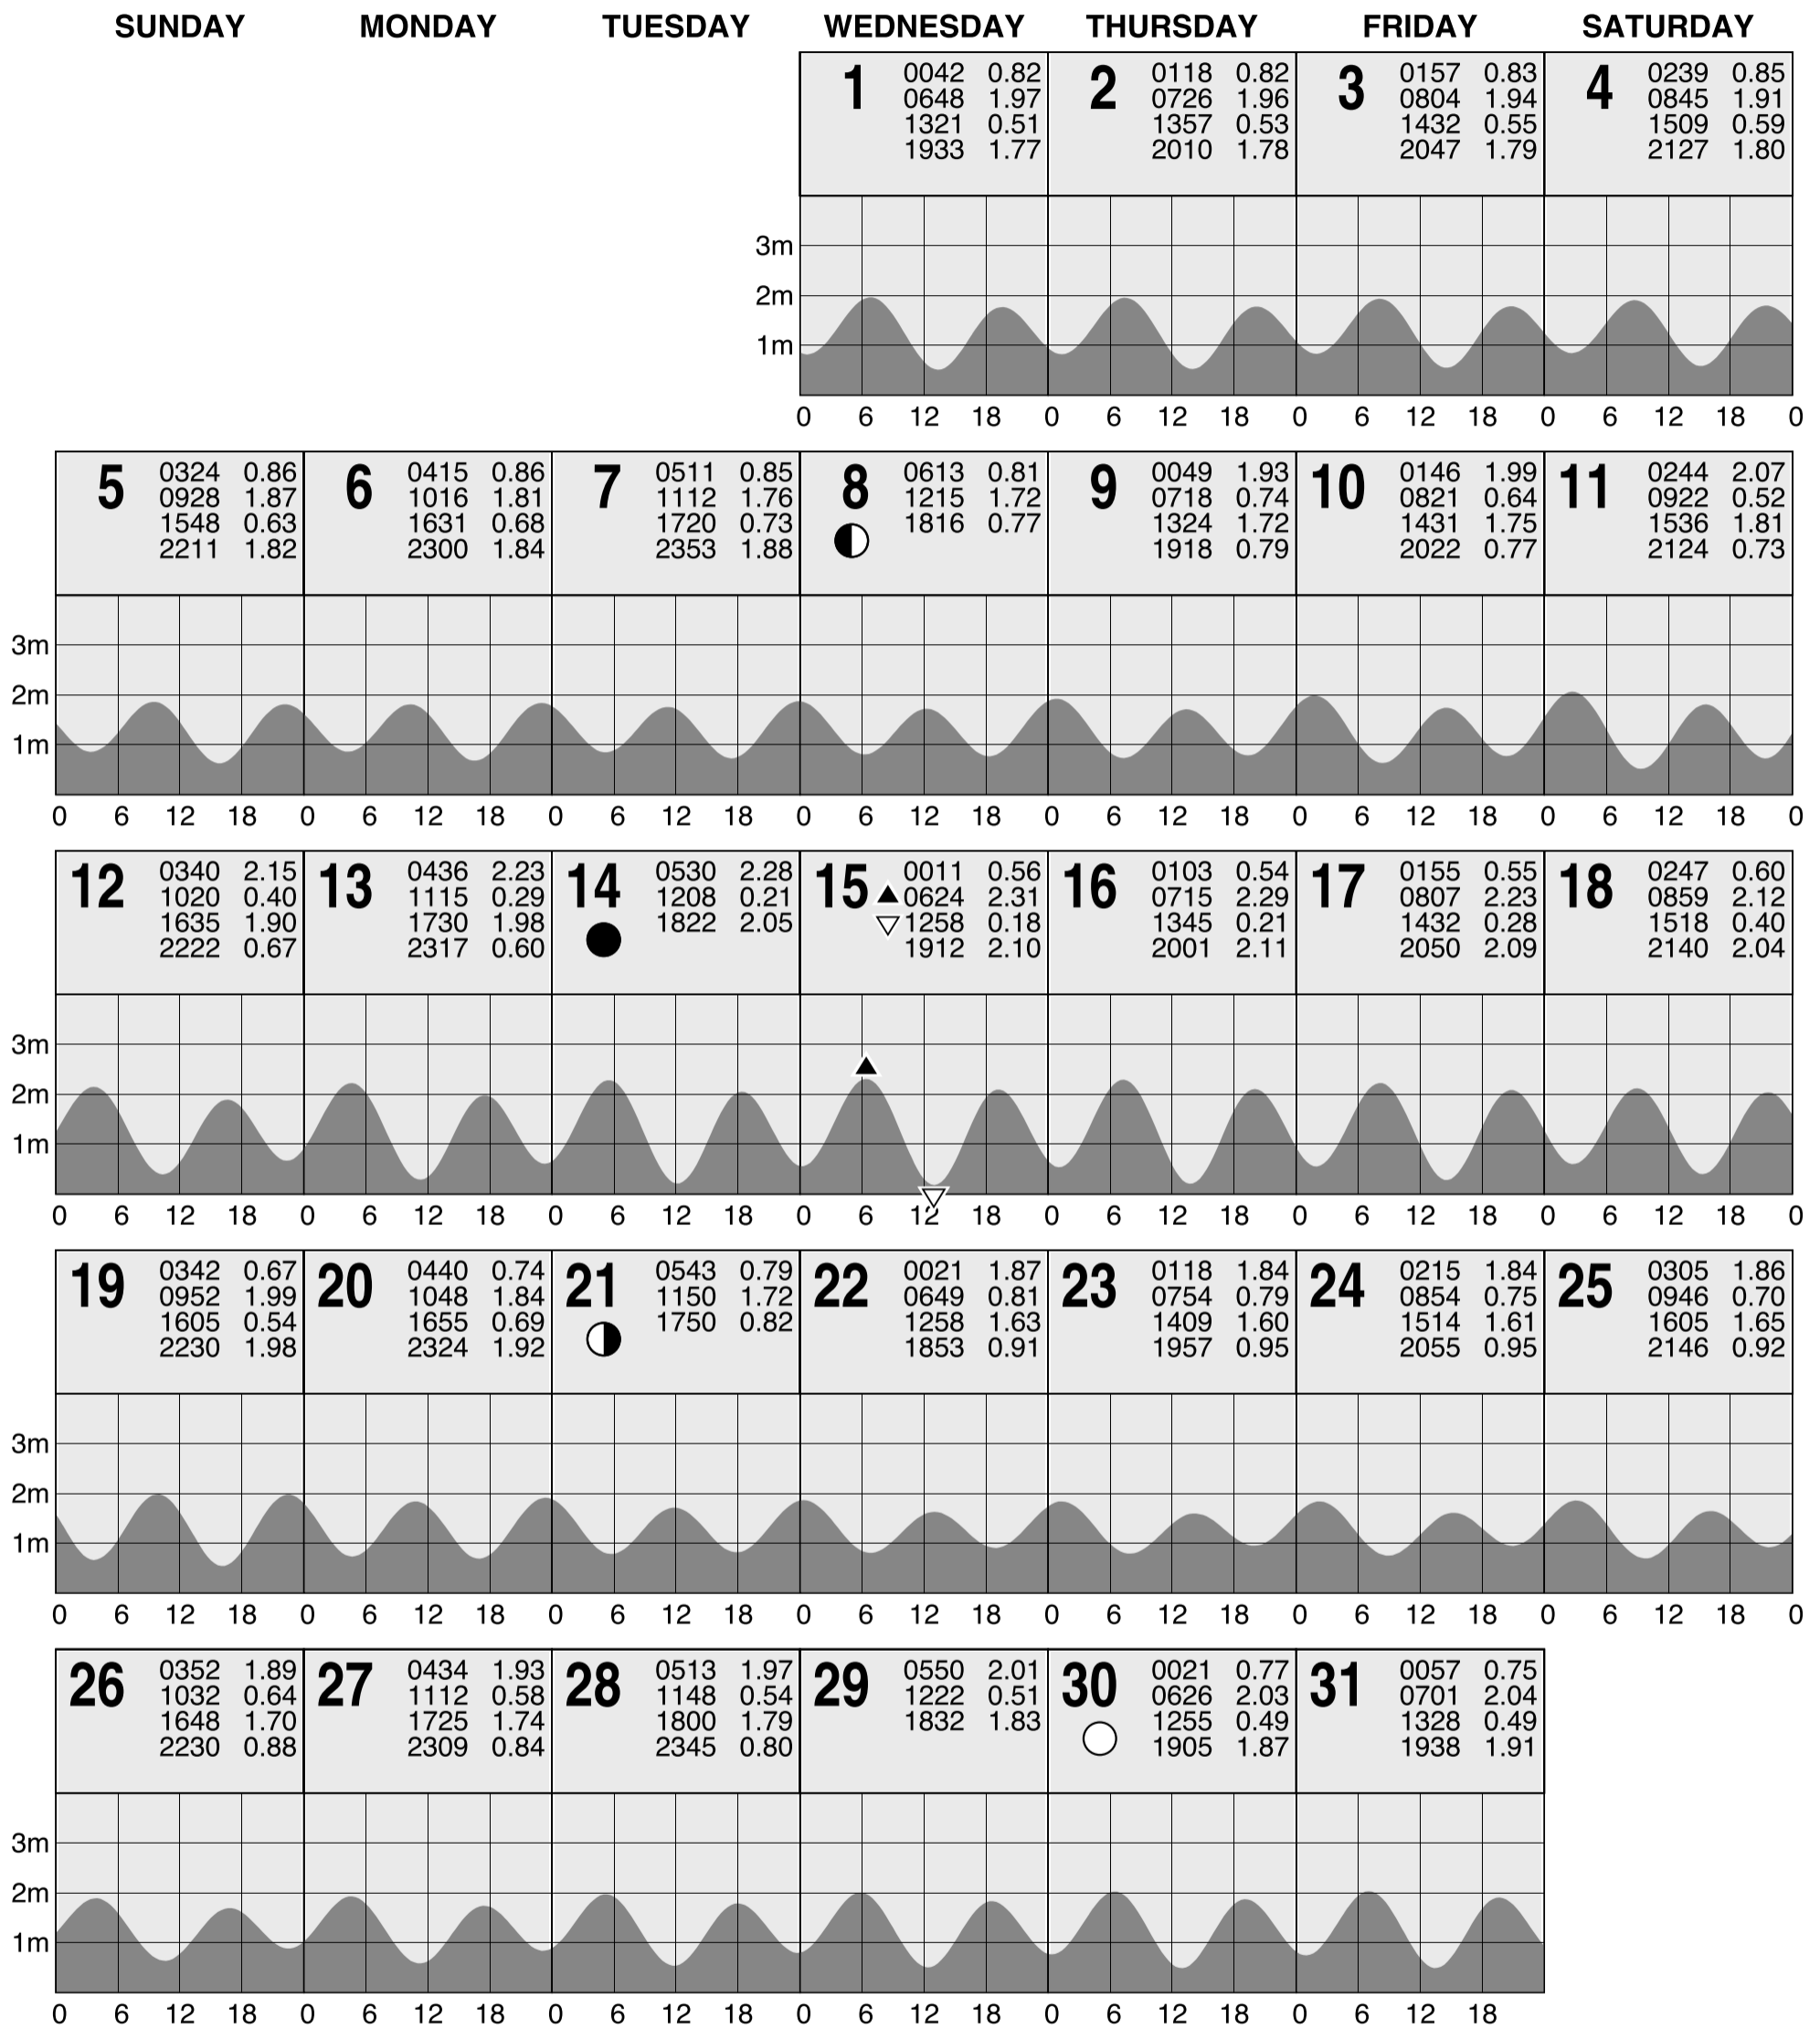 SUNDAY MONDAY TUESDAY WEDNESDAY THURSDAY FRIDAY SATURDAY
1 0042 0.82 2 0118 0.82 3 0157 0.83 4 0239 0.85
0648 1.97 0726 1.96 0804 1.94 0845 1.91
1321 0.51 1357 0.53 1432 0.55 1509 0.59
1933 1.77 2010 1.78 2047 1.79 2127 1.80
3m
2m
1m
0 6 12 18 0 6 12 18 0 6 12 18 0 6 12 18 0
5 0324 0.86 6 0415 0.86 7 0511 0.85 8 0613 0.81 9 0049 1.93 10 0146 1.99 11 0244 2.07
0928 1.87 1016 1.81 1112 1.76 1215 1.72 0718 0.74 0821 0.64 0922 0.52
1548 0.63 1631 0.68 1720 0.73 1816 0.77 1324 1.72 1431 1.75 1536 1.81
2211 1.82 2300 1.84 2353 1.88 1918 0.79 2022 0.77 2124 0.73
3m
2m
1m
0 6 12 18 0 6 12 18 0 6 12 18 0 6 12 18 0 6 12 18 0 6 12 18 0 6 12 18 0
12 0340 2.15 13 0436 2.23 14 0530 2.28 15 0011 0.56 16 0103 0.54 17 0155 0.55 18 0247 0.60
1020 0.40 1115 0.29 1208 0.21 0624 2.31 0715 2.29 0807 2.23 0859 2.12
1635 1.90 1730 1.98 1822 2.05 1258 0.18 1345 0.21 1432 0.28 1518 0.40
2222 0.67 2317 0.60 1912 2.10 2001 2.11 2050 2.09 2140 2.04
3m
2m
1m
0 6 12 18 0 6 12 18 0 6 12 18 0 6 12 18 0 6 12 18 0 6 12 18 0 6 12 18 0
19 0342 0.67 20 0440 0.74 21 0543 0.79 22 0021 1.87 23 0118 1.84 24 0215 1.84 25 0305 1.86
0952 1.99 1048 1.84 1150 1.72 0649 0.81 0754 0.79 0854 0.75 0946 0.70
1605 0.54 1655 0.69 1750 0.82 1258 1.63 1409 1.60 1514 1.61 1605 1.65
2230 1.98 2324 1.92 1853 0.91 1957 0.95 2055 0.95 2146 0.92
3m
2m
1m
0 6 12 18 0 6 12 18 0 6 12 18 0 6 12 18 0 6 12 18 0 6 12 18 0 6 12 18 0
26 0352 1.89 27 0434 1.93 28 0513 1.97 29 0550 2.01 30 0021 0.77 31 0057 0.75
1032 0.64 1112 0.58 1148 0.54 1222 0.51 0626 2.03 0701 2.04
1648 1.70 1725 1.74 1800 1.79 1832 1.83 1255 0.49 1328 0.49
2230 0.88 2309 0.84 2345 0.80 1905 1.87 1938 1.91
3m
2m
1m
0 6 12 18 0 6 12 18 0 6 12 18 0 6 12 18 0 6 12 18 0 6 12 18